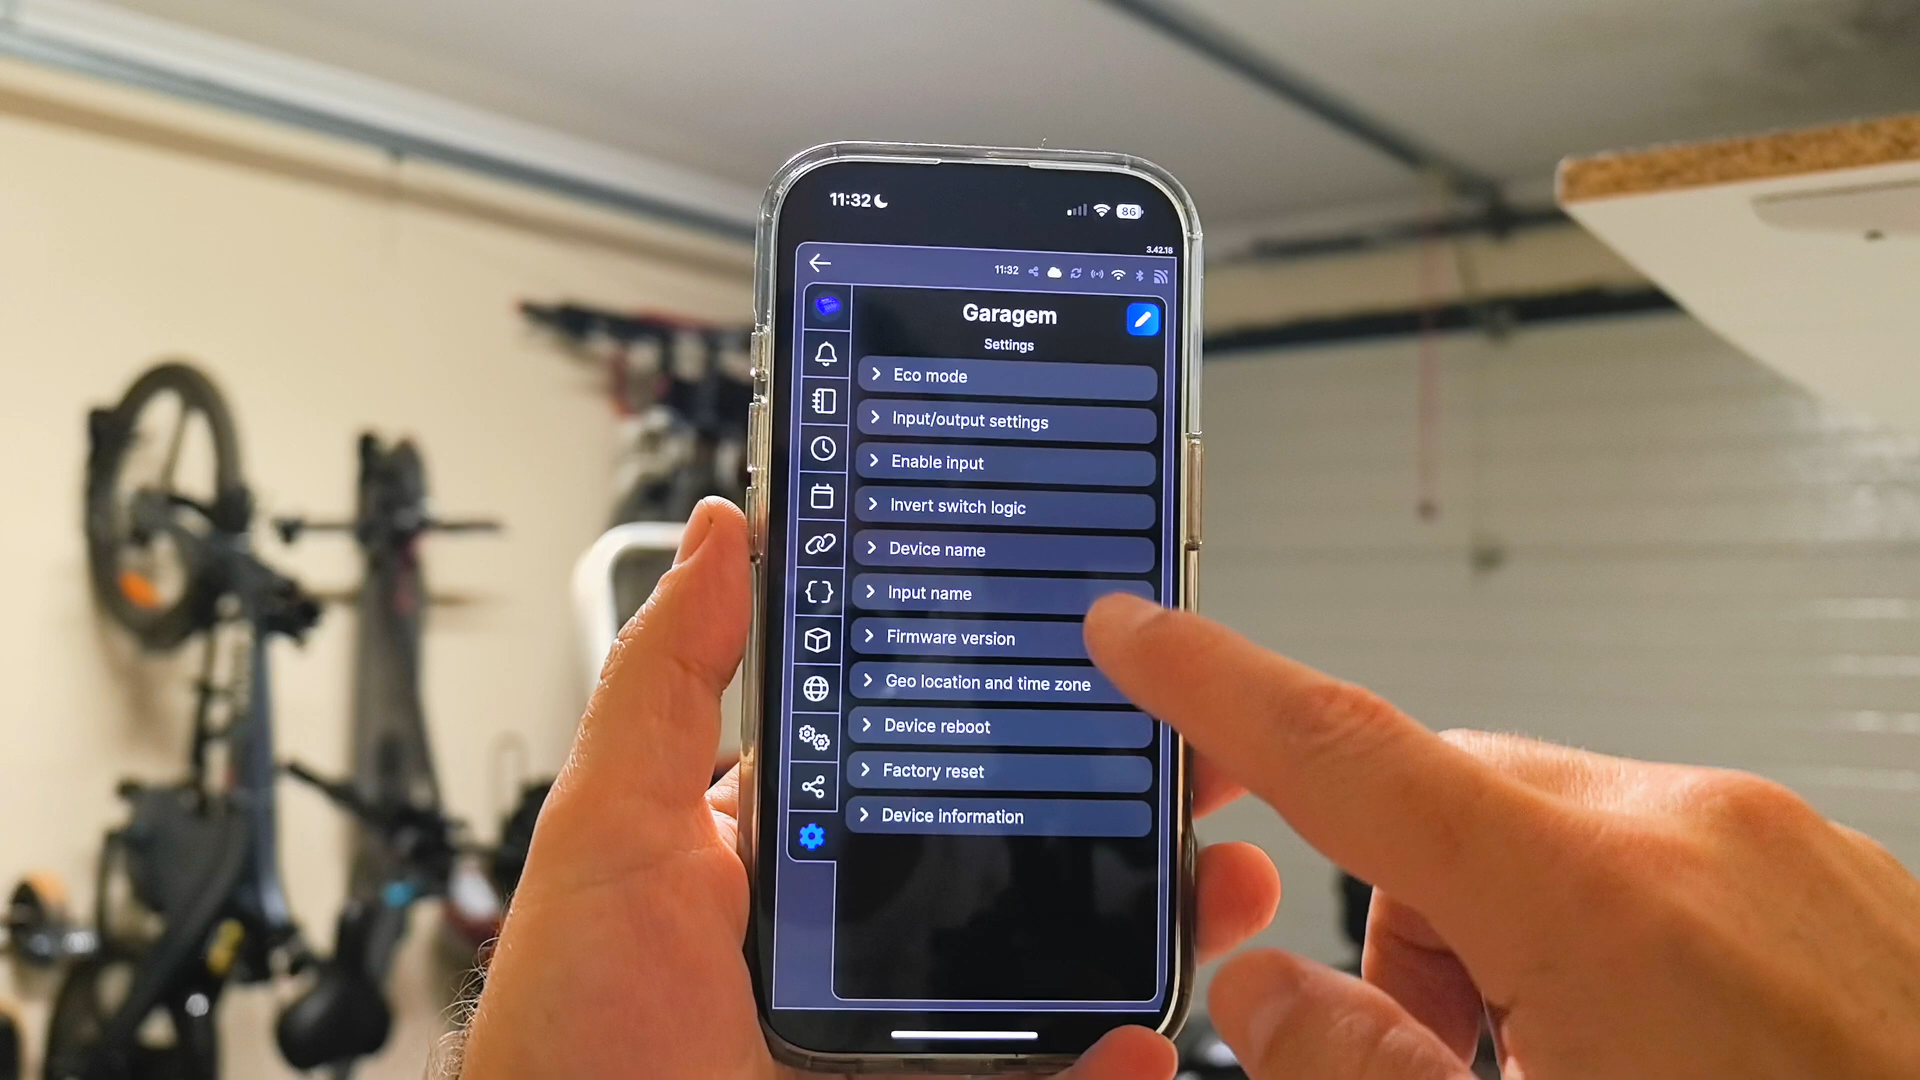 11:32
86
3.42.18
11:32
Garagem
Settings
Eco mode
Input/output settings
Enable input
Invert switch logic
Device name
Input name
Firmware version
Geo location and time zone
Device reboot
Factory reset
Device information